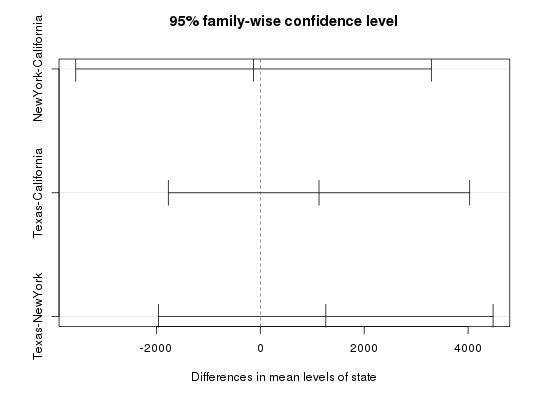 95% family-wise confidence level
NewYork-California
Texas-California
Texas-NewYork
-2000 0 2000 4000
Differences in mean levels of state